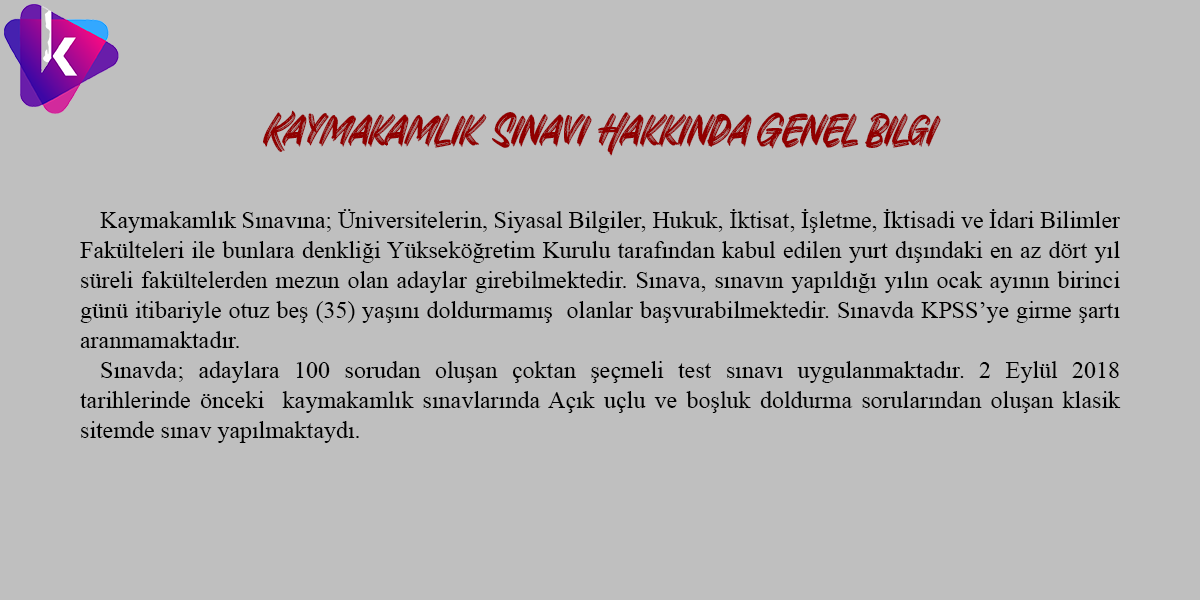 K
KAYMAKAMLIK SINAVI HAKKINDA GENEL BILGI
Kaymakamlık Sınavına; Üniversitelerin, Siyasal Bilgiler, Hukuk, İktisat, İşletme, İktisadi ve İdari Bilimler
Fakülteleri ile bunlara denkliği Yükseköğretim Kurulu tarafından kabul edilen yurt dışındaki en az dört yıl
süreli fakültelerden mezun olan adaylar girebilmektedir. Sınava, sınavın yapıldığı yılın ocak ayının birinci
günü itibariyle otuz beş (35) yaşını doldurmamış  olanlar başvurabilmektedir. Sınavda KPSS’ye girme şartı
aranmamaktadır.
Sınavda; adaylara 100 sorudan oluşan çoktan şeçmeli test sınavı uygulanmaktadır. 2 Eylül 2018
tarihlerinde önceki  kaymakamlık sınavlarında Açık uçlu ve boşluk doldurma sorularından oluşan klasik
sitemde sınav yapılmaktaydı.